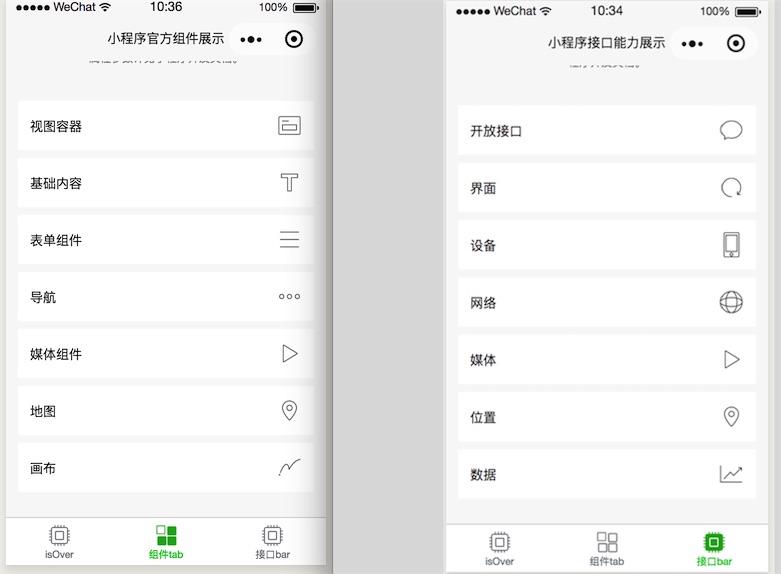 WeChat
10:36
100%
小程序官方组件展示
视图容器
基础内容
表单组件
导航
媒体组件
地图
画布
isOver
组件tab
接口bar
WeChat
10:34
100%
小程序接口能力展示
开放接口
界面
设备
网络
媒体
位置
数据
isOver
组件tab
接口bar